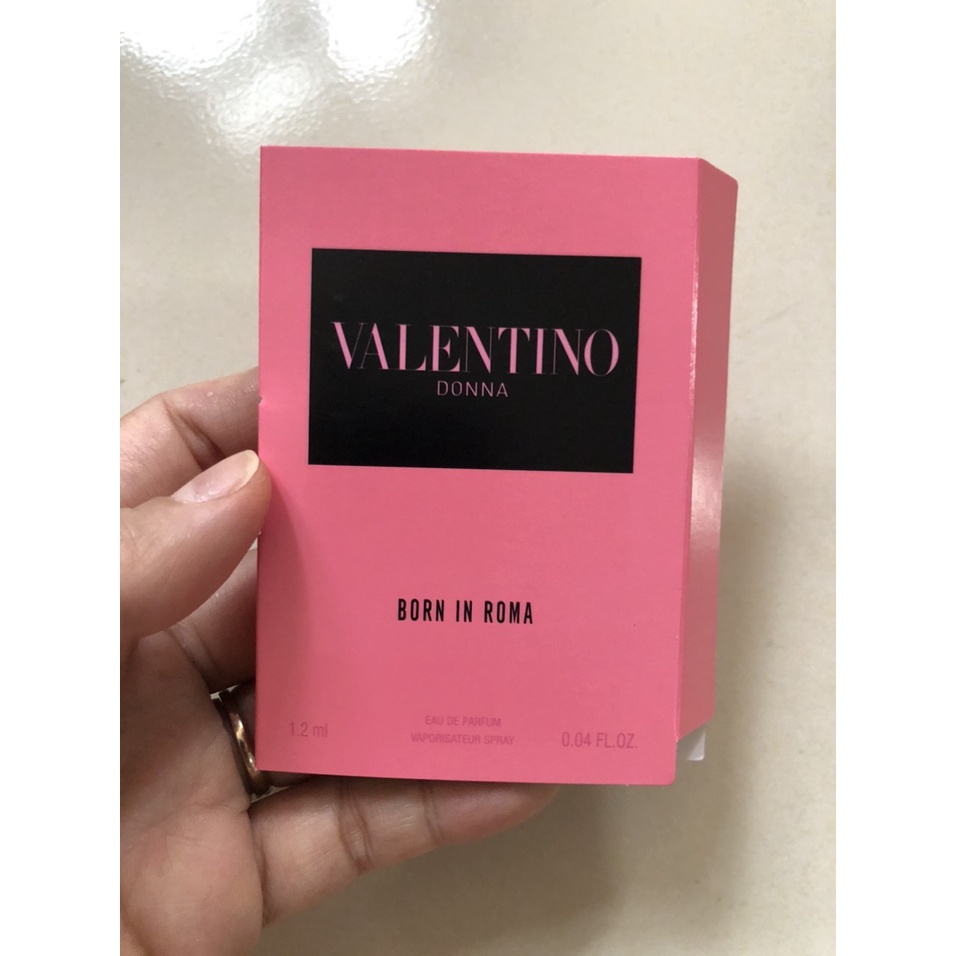 VALENTINO
DONNA
BORN IN ROMA
1.2 ml
EAU DE PARFUM
VAPORISATEUR SPRAY
0.04 FL.OZ.